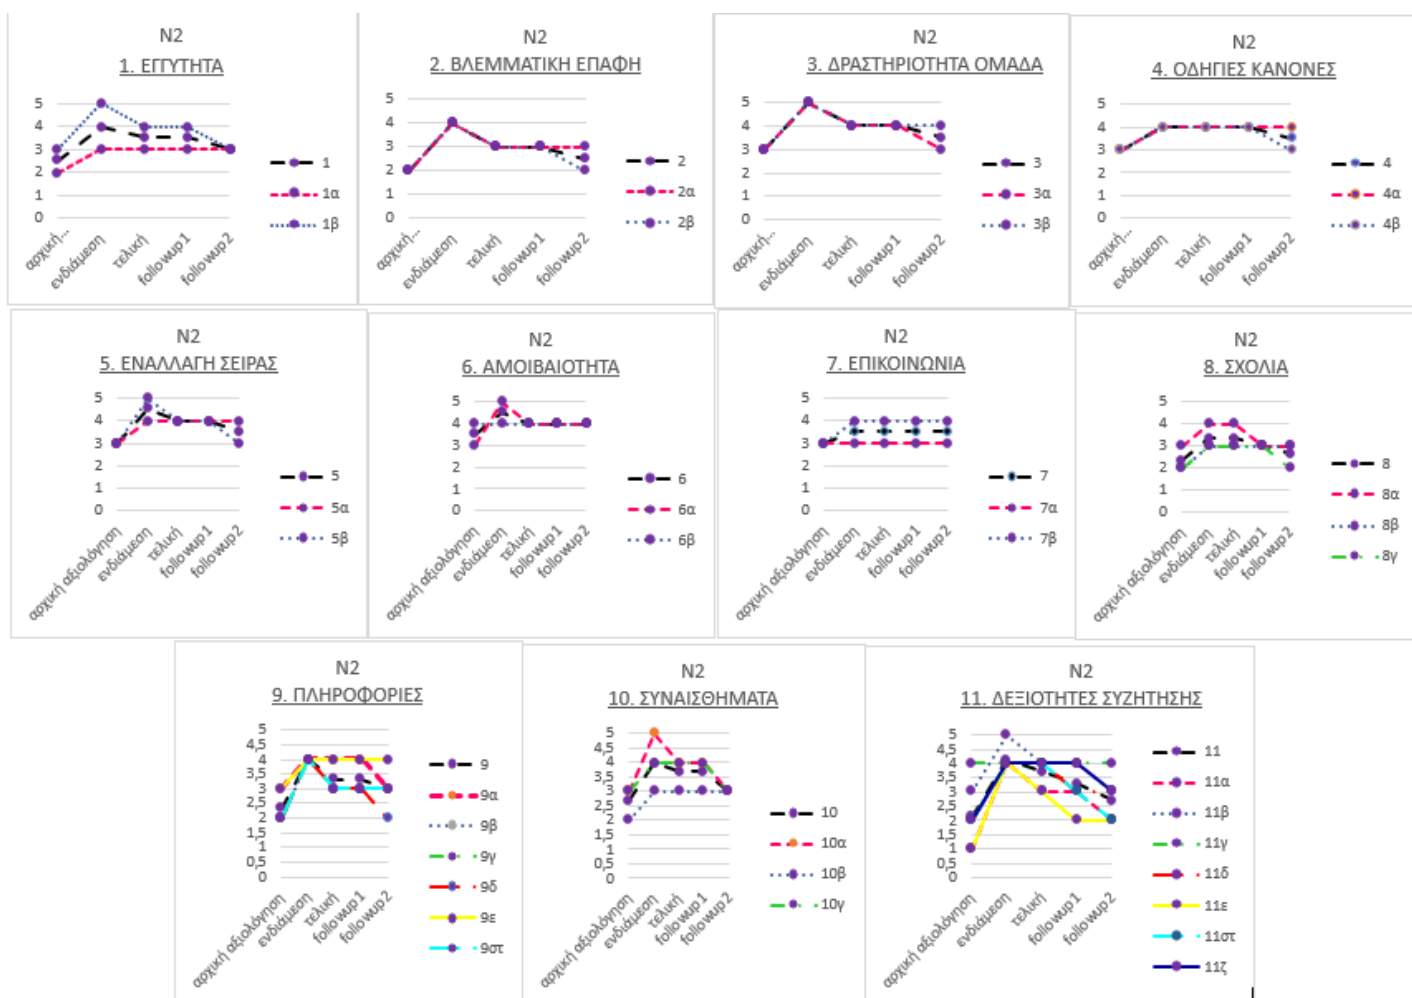 N2
1. ΕΓΓΥΤΗΤΑ
5
4
3
2
1
0
αρχική...
ενδιάμεση
τελική
followup1
followup2
1
1α
1β
N2
2. ΒΛΕΜΜΑΤΙΚΗ ΕΠΑΦΗ
5
4
3
2
1
0
αρχική...
ενδιάμεση
τελική
followup1
followup2
2
2α
2β
N2
3. ΔΡΑΣΤΗΡΙΟΤΗΤΑ ΟΜΑΔΑ
5
4
3
2
1
0
αρχική...
ενδιάμεση
τελική
followup1
followup2
3
3α
3β
N2
4. ΟΔΗΓΙΕΣ ΚΑΝΟΝΕΣ
5
4
3
2
1
0
αρχική...
ενδιάμεση
τελική
followup1
followup2
4
4α
4β
N2
5. ΕΝΑΛΛΑΓΗ ΣΕΙΡΑΣ
5
4
3
2
1
0
αρχική αξιολόγηση
ενδιάμεση
τελική
followup1
followup2
5
5α
5β
N2
6. ΑΜΟΙΒΑΙΟΤΗΤΑ
5
4
3
2
1
0
αρχική αξιολόγηση
ενδιάμεση
τελική
followup1
followup2
6
6α
6β
N2
7. ΕΠΙΚΟΙΝΩΝΙΑ
5
4
3
2
1
0
αρχική αξιολόγηση
ενδιάμεση
τελική
followup1
followup2
7
7α
7β
N2
8. ΣΧΟΛΙΑ
5
4
3
2
1
0
αρχική αξιολόγηση
ενδιάμεση
τελική
followup1
followup2
8
8α
8β
8γ
N2
9. ΠΛΗΡΟΦΟΡΙΕΣ
5
4,5
4
3,5
3
2,5
2
1,5
1
0,5
0
αρχική αξιολόγηση
ενδιάμεση
τελική
followup1
followup2
9
9α
9β
9γ
9δ
9ε
9στ
N2
10. ΣΥΝΑΙΣΘΗΜΑΤΑ
5
4,5
4
3,5
3
2,5
2
1,5
1
0,5
0
αρχική αξιολόγηση
ενδιάμεση
τελική
followup1
followup2
10
10α
10β
10γ
N2
11. ΔΕΞΙΟΤΗΤΕΣ ΣΥΖΗΤΗΣΗΣ
5
4,5
4
3,5
3
2,5
2
1,5
1
0,5
0
αρχική αξιολόγηση
ενδιάμεση
τελική
followup1
followup2
11
11α
11β
11γ
11δ
11ε
11στ
11ζ